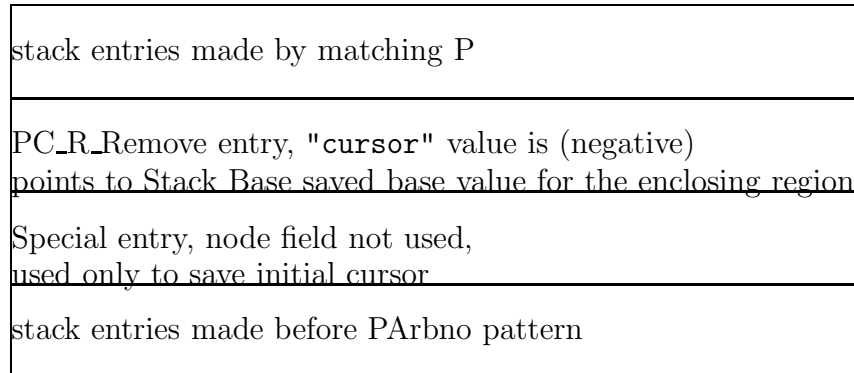 stack entries made by matching P
PC_R_Remove entry, "cursor" value is (negative)
points to Stack Base saved base value for the enclosing region
Special entry, node field not used,
used only to save initial cursor
stack entries made before PArbno pattern